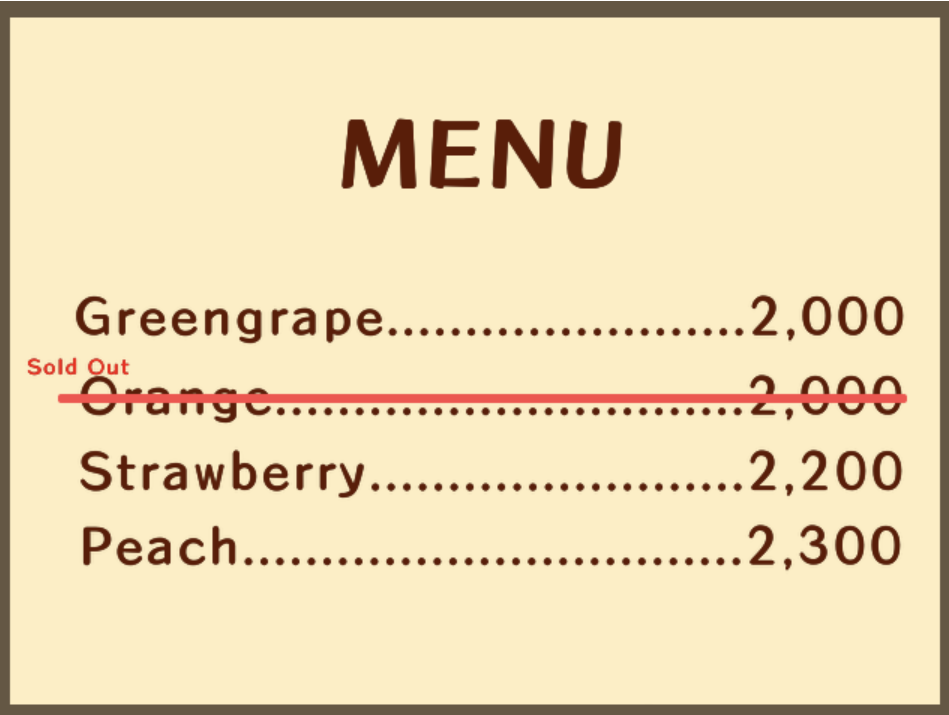 MENU
Greengrape.......................2,000
Sold Out
Orange..............................2,000
Strawberry........................2,200
Peach................................2,300